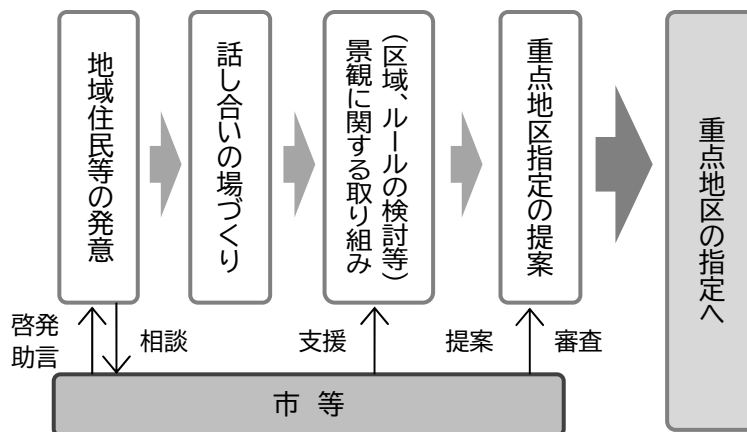 地域住民等の発意
話し合いの場づくり
景観に関する取り組み
（区域、ルールの検討等）
重点地区指定の提案
重点地区の指定へ
啓発
助言
相談
支援
提案
審査
市 等